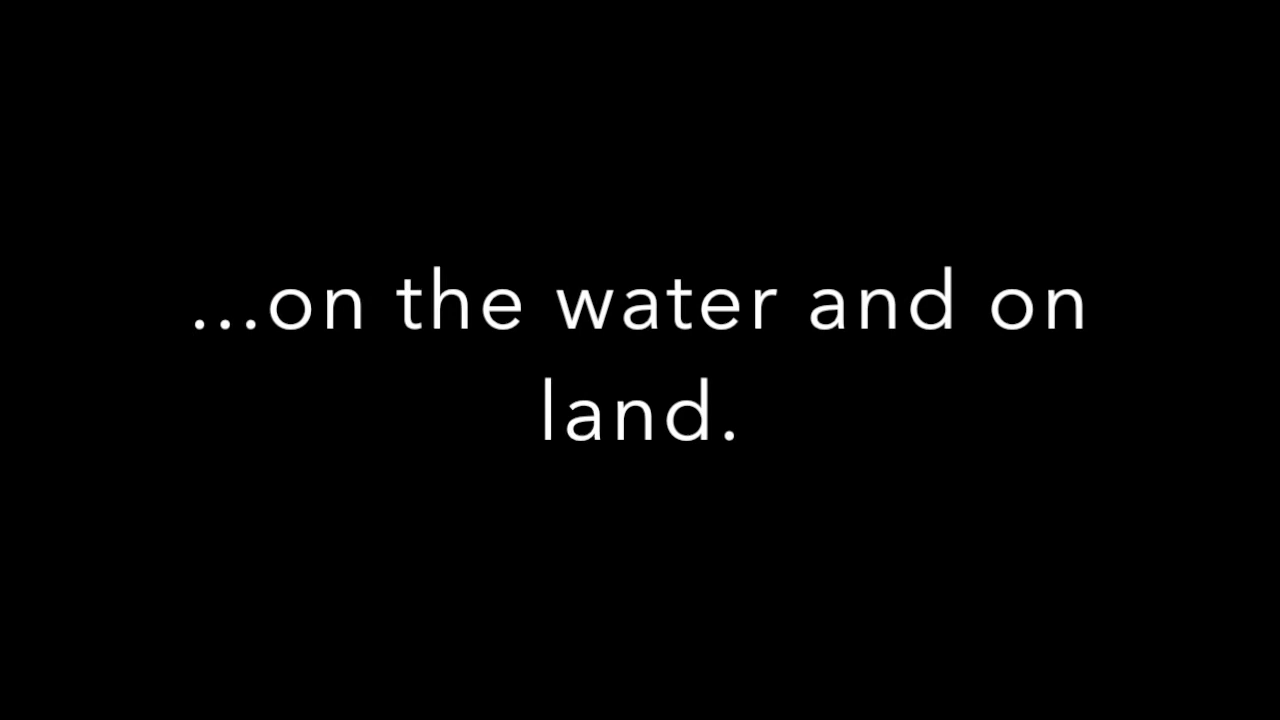 ...on the water and on
land.